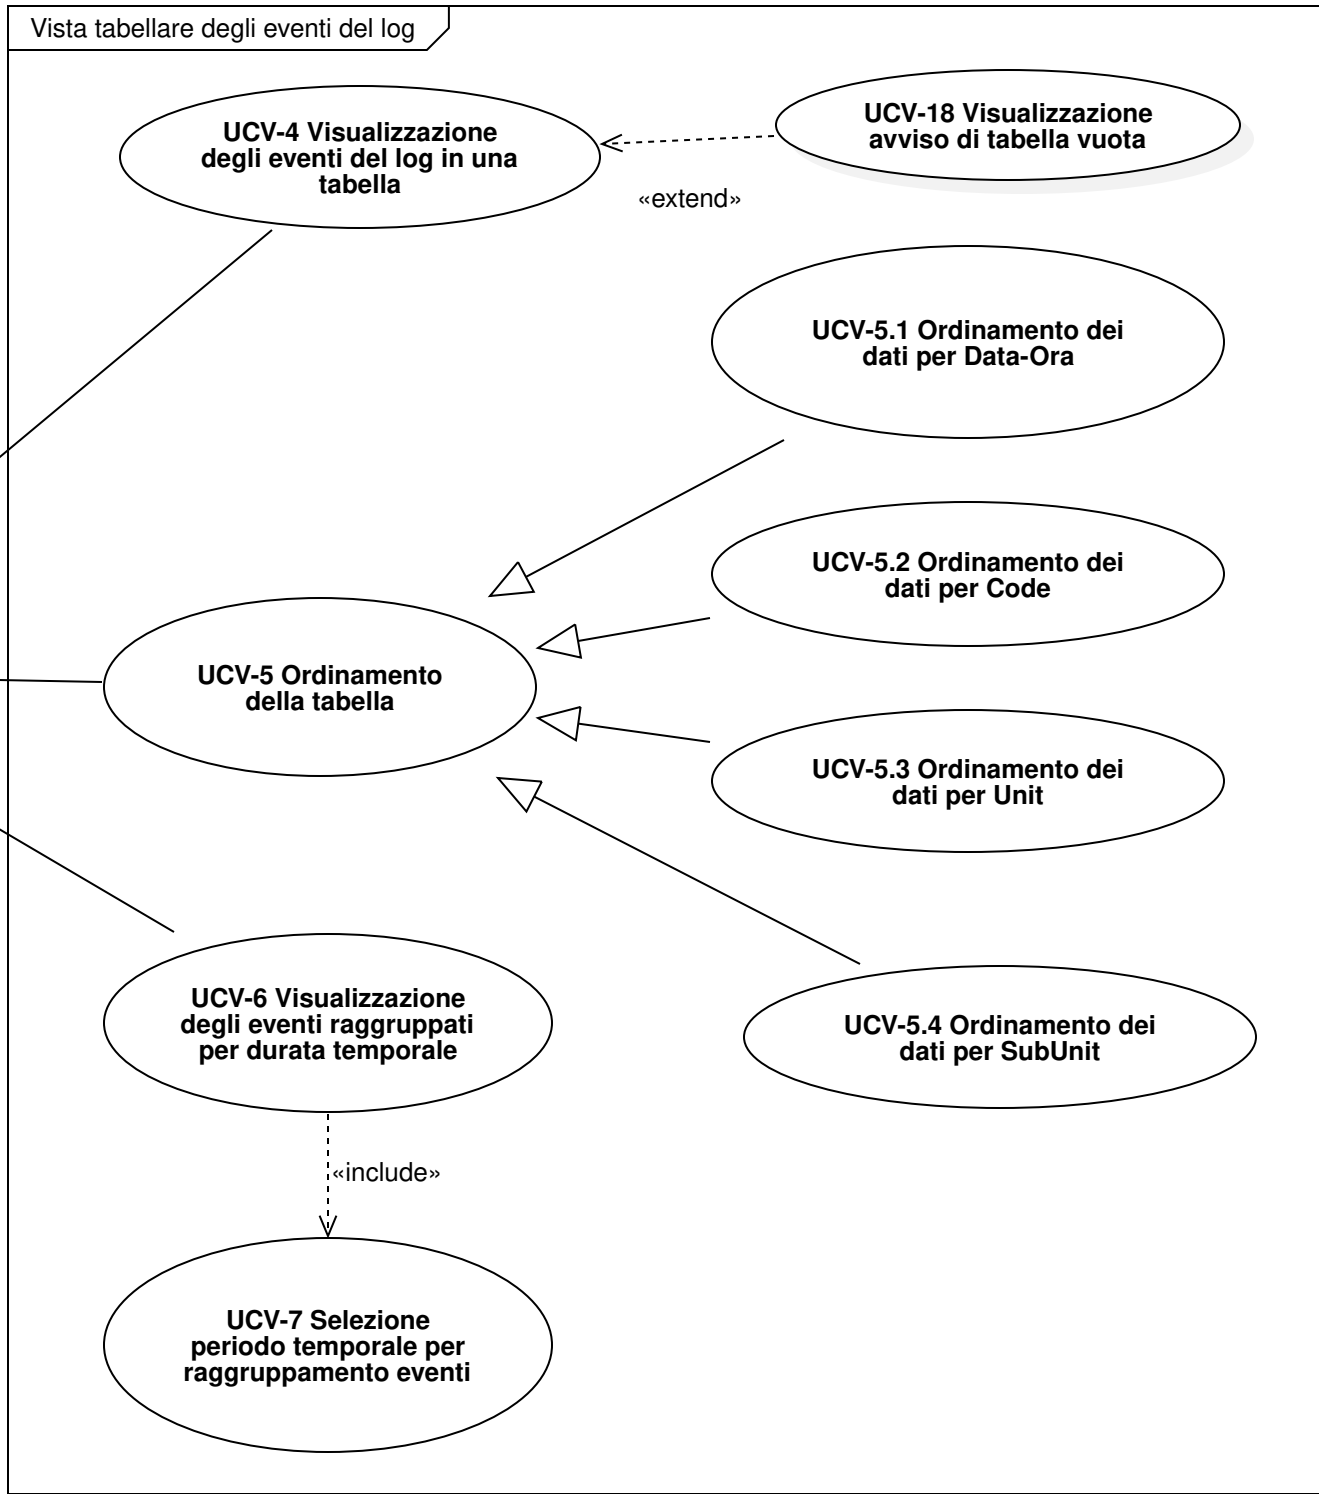 Vista tabellare degli eventi del log
UCV-4 Visualizzazione
degli eventi del log in una
tabella
UCV-18 Visualizzazione
avviso di tabella vuota
«extend»
UCV-5.1 Ordinamento dei
dati per Data-Ora
UCV-5.2 Ordinamento dei
dati per Code
UCV-5 Ordinamento
della tabella
UCV-5.3 Ordinamento dei
dati per Unit
UCV-6 Visualizzazione
degli eventi raggruppati
per durata temporale
UCV-5.4 Ordinamento dei
dati per SubUnit
«include»
UCV-7 Selezione
periodo temporale per
raggruppamento eventi